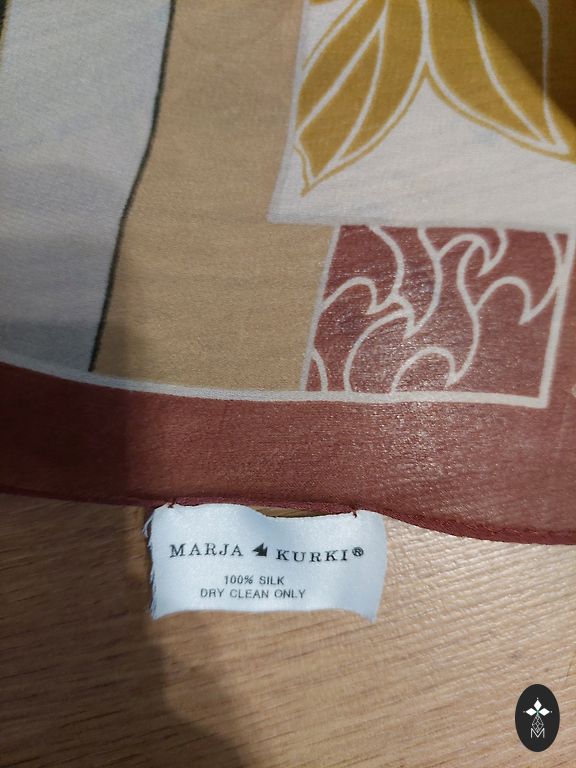 MARJA KURKI®
100% SILK
DRY CLEAN ONLY
M